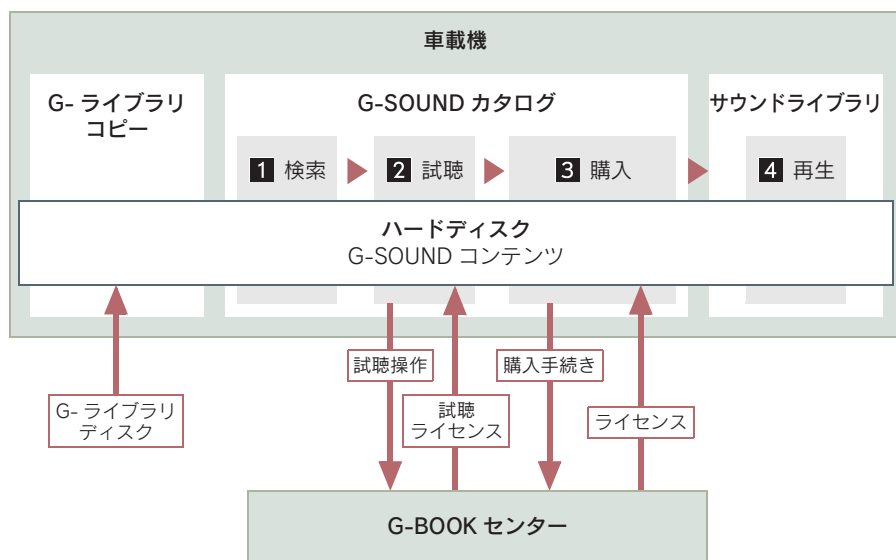 車載機
G- ライブラリ
コピー
G-SOUND カタログ
サウンドライブラリ
1 検索
2 試聴
3 購入
4 再生
ハードディスク
G-SOUND コンテンツ
試聴操作
購入手続き
G- ライブラリ
ディスク
試聴
ライセンス
ライセンス
G-BOOK センター